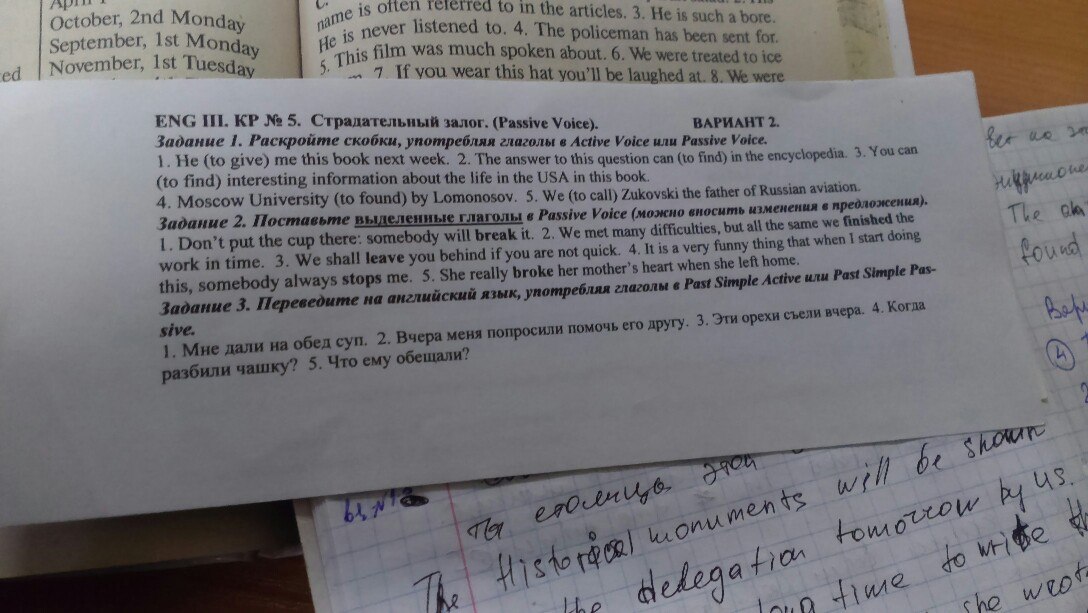 October, 2nd Monday
September, 1st Monday
November, 1st Tuesday
name is often referred to in the articles. 3. He is such a bore.
He is never listened to. 4. The policeman has been sent for.
5. This film was much spoken about. 6. We were treated to ice
7. If you wear this hat you'll be laughed at. 8. We were
ENG III. КР № 5. Страдательный залог. (Passive Voice). ВАРИАНТ 2.
Задание 1. Раскройте скобки, употребляя глаголы в Active Voice или Passive Voice.
1. He (to give) me this book next week. 2. The answer to this question can (to find) in the encyclopedia. 3. You can
(to find) interesting information about the life in the USA in this book.
4. Moscow University (to found) by Lomonosov. 5. We (to call) Zukovski the father of Russian aviation.
Задание 2. Поставьте выделенные глаголы в Passive Voice (можно вносить изменения в предложения).
1. Don't put the cup there: somebody will break it. 2. We met many difficulties, but all the same we finished the
work in time. 3. We shall leave you behind if you are not quick. 4. It is a very funny thing that when I start doing
this, somebody always stops me. 5. She really broke her mother's heart when she left home.
Задание 3. Переведите на английский язык, употребляя глаголы в Past Simple Active или Past Simple Pas-
sive.
1. Мне дали на обед суп. 2. Вчера меня попросили помочь его другу. 3. Эти орехи съели вчера. 4. Когда
разбили чашку? 5. Что ему обещали?
The
found
столица этой
The Historical monuments will be shown
the delegation tomorrow by us.
time to write
she wrote